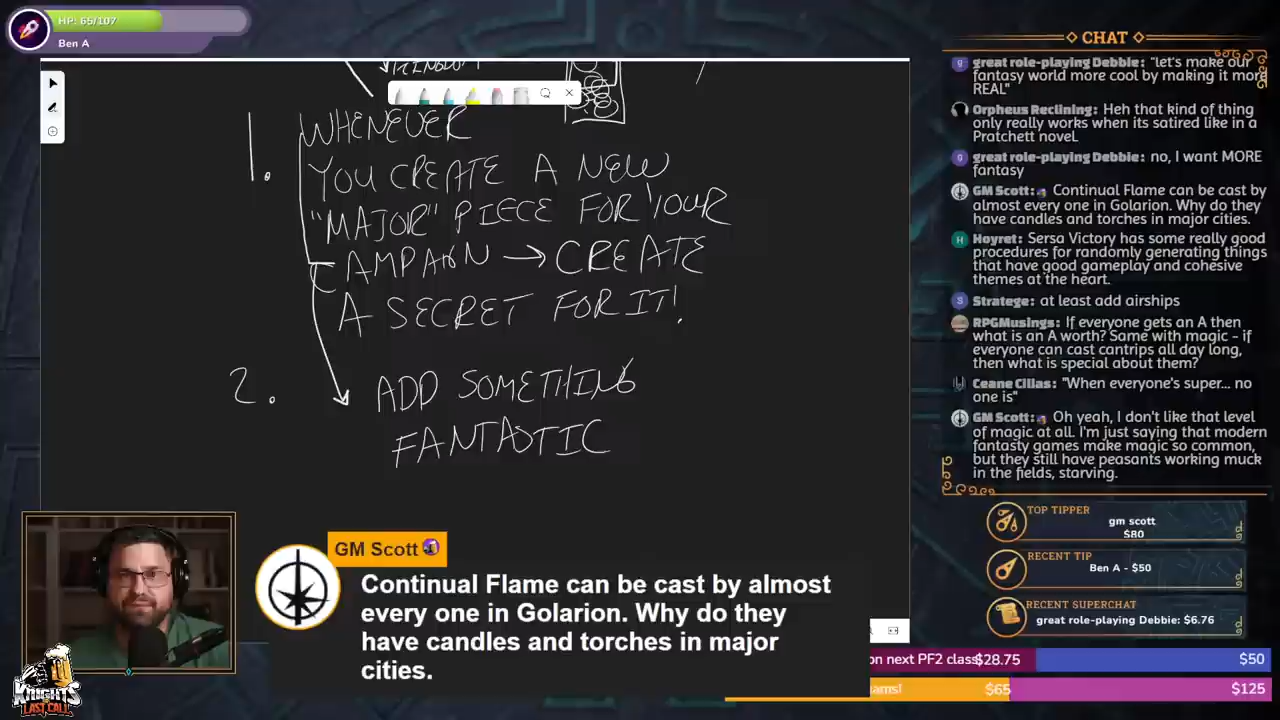 HP: 65/107
Ben A
1. WHENEVER
YOU CREATE A NEW
"MAJOR" PIECE FOR YOUR
CAMPAIGN → CREATE
A SECRET FOR IT!
2. ADD SOMETHING
FANTASTIC
GM Scott
Continual Flame can be cast by almost
every one in Golarion. Why do they
have candles and torches in major
cities.
KNIGHTS
OF LAST CALL
CHAT
great role-playing Debbie: "let's make our
fantasy world more cool by making it more
REAL"
Orpheus Reclining: Heh that kind of thing
only really works when its satired like in a
Pratchett novel.
great role-playing Debbie: no, I want MORE
fantasy
GM Scott: Continual Flame can be cast by
almost every one in Golarion. Why do they
have candles and torches in major cities.
Hoyret: Sersa Victory has some really good
procedures for randomly generating things
that have good gameplay and cohesive
themes at the heart.
Stratege: at least add airships
RPGMusings: If everyone gets an A then
what is an A worth? Same with magic - if
everyone can cast cantrips all day long,
then what is special about them?
Ceane Cilias: "When everyone's super... no
one is"
GM Scott: Oh yeah, I don't like that level
of magic at all. I'm just saying that modern
fantasty games make magic so common,
but they still have peasants working muck
in the fields, starving.
TOP TIPPER
gm scott
$80
RECENT TIP
Ben A - $50
RECENT SUPERCHAT
great role-playing Debbie: $6.76
on next PF2 class $28.75 $50
$65 $125